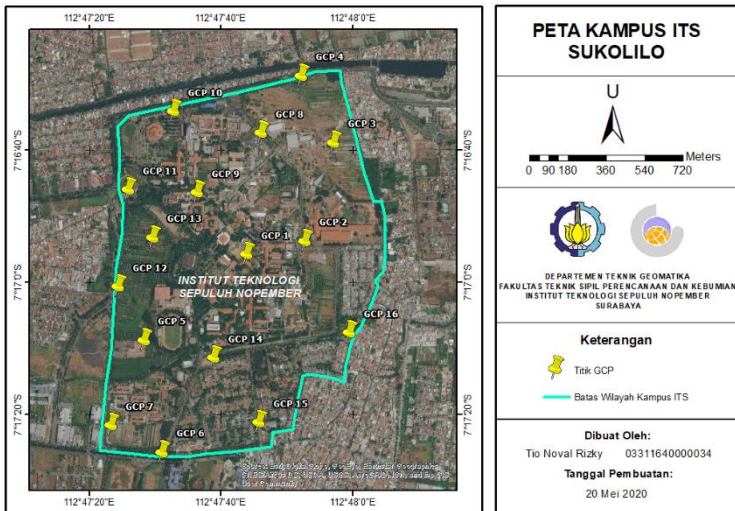 112°47'20"E
112°47'40"E
112°48'0"E
GCP 4
GCP 10
GCP 8
GCP 3
7°16'40"
7°16'40"
GCP 11
GCP 9
GCP 13
GCP 1
GCP 2
7°17'0"
7°17'0"
GCP 12
INSTITUT TEKNOLOGI
SEPULUH NOPEMBER
GCP 16
GCP 5
GCP 14
7°17'20"
7°17'20"
GCP 7
GCP 15
GCP 6
User Community
112°47'20"E
112°47'40"E
112°48'0"E
PETA KAMPUS ITS
SUKOLILO
U
Meters
0 90 180 360 540 720
DEPARTEMEN TEKNIK GEOMATIKA
FAKULTAS TEKNIK SIPIL PERENCANAAN DAN KEBUMIAN
INSTITUT TEKNOLOGI SEPULUH NOPEMBER
SURABAYA
Keterangan
Titik GCP
Batas Wilayah Kampus ITS
Dibuat Oleh:
Tio Noval Rizky 03311640000034
Tanggal Pembuatan:
20 Mei 2020